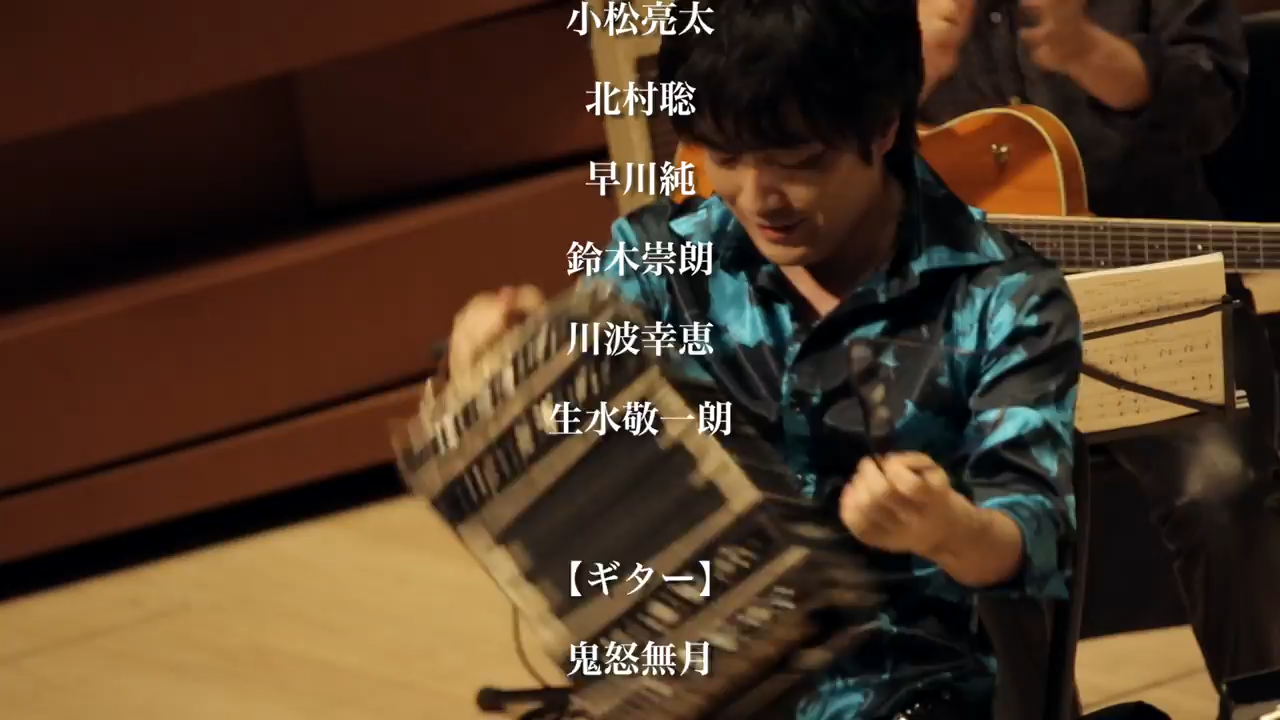 小松亮太
北村聡
早川純
鈴木崇朗
川波幸恵
生水敬一朗
【ギター】
鬼怒無月